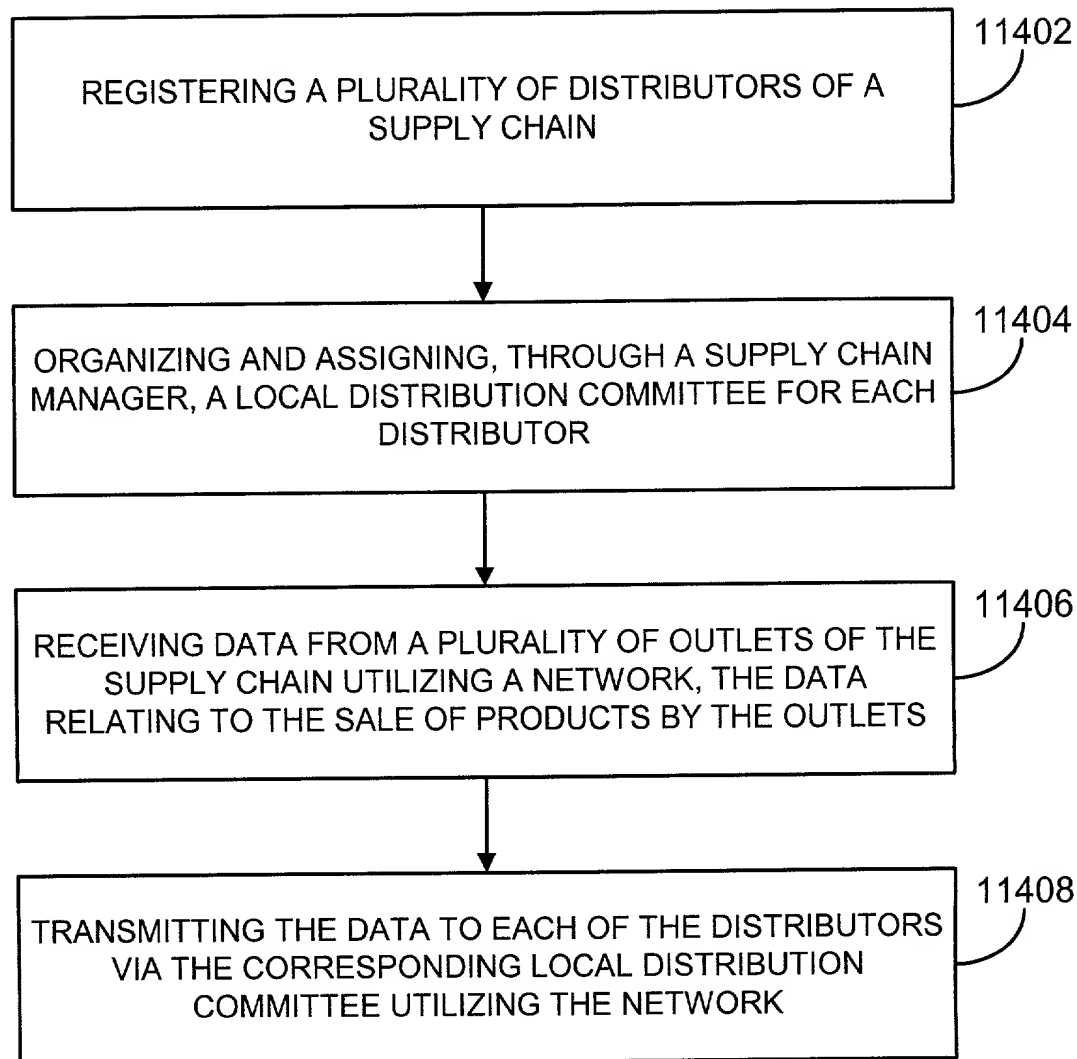 11402
REGISTERING A PLURALITY OF DISTRIBUTORS OF A
SUPPLY CHAIN
11404
ORGANIZING AND ASSIGNING, THROUGH A SUPPLY CHAIN
MANAGER, A LOCAL DISTRIBUTION COMMITTEE FOR EACH
DISTRIBUTOR
11406
RECEIVING DATA FROM A PLURALITY OF OUTLETS OF THE
SUPPLY CHAIN UTILIZING A NETWORK, THE DATA
RELATING TO THE SALE OF PRODUCTS BY THE OUTLETS
11408
TRANSMITTING THE DATA TO EACH OF THE DISTRIBUTORS
VIA THE CORRESPONDING LOCAL DISTRIBUTION
COMMITTEE UTILIZING THE NETWORK